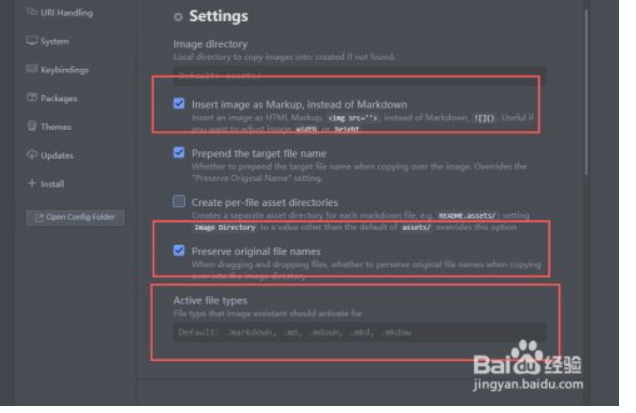 URI Handling
System
Keybindings
Packages
Themes
Updates
Install
Open Config Folder
Settings
Image directory
Local directory to copy images into; created if not found.
Default: assets/
Insert image as Markup, instead of Markdown
Insert an image as HTML Markup, <img src=''>, instead of Markdown, ![](). Useful if
you want to adjust image width or height
Prepend the target file name
Whether to prepend the target file name when copying over the image. Overrides the
"Preserve Original Name" setting.
Create per-file asset directories
Creates a separate asset directory for each markdown file, e.g. README.assets/; setting
Image Directory to a value other than the default of assets/ overrides this option
Preserve original file names
When dragging and dropping files, whether to perserve original file names when copying
over into the image directory
Active file types
File type that image assistant should activate for
Default: .markdown, .md, .mdown, .mkd, .mkdow
Baidu 经验
jingyan.baidu.com